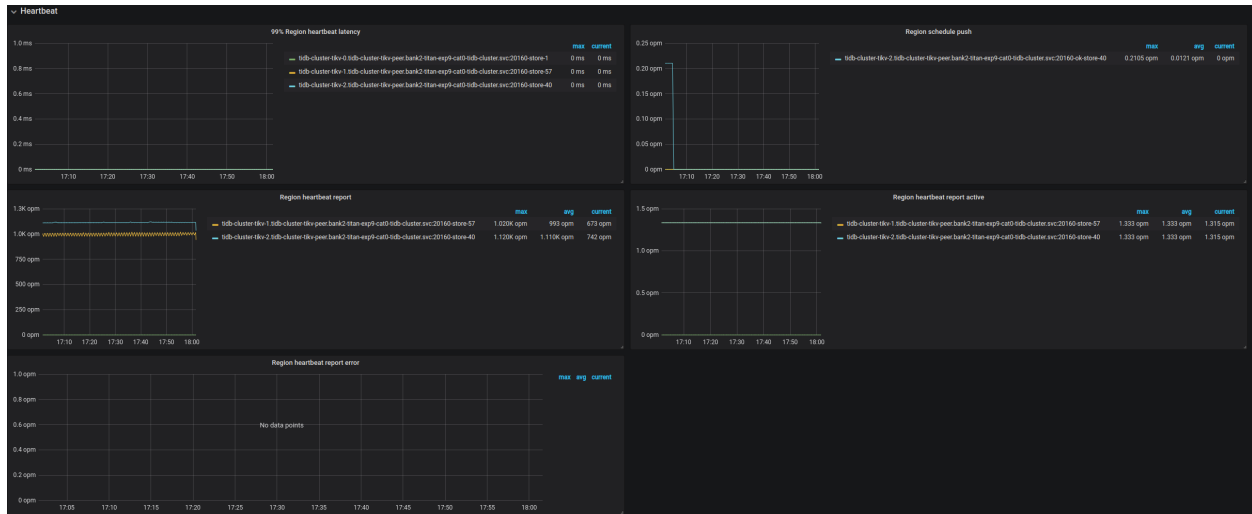 Heartbeat
99% Region heartbeat latency
max current
1.0 ms
tidb-cluster-tikv-0.tidb-cluster-tikv-peer.bank2-titan-exp9-cat0-tidb-cluster.svc:20160-store-1 0 ms 0 ms
tidb-cluster-tikv-1.tidb-cluster-tikv-peer.bank2-titan-exp9-cat0-tidb-cluster.svc:20160-store-57 0 ms 0 ms
0.8 ms
tidb-cluster-tikv-2.tidb-cluster-tikv-peer.bank2-titan-exp9-cat0-tidb-cluster.svc:20160-store-40 0 ms 0 ms
0.6 ms
0.4 ms
0.2 ms
0 ms
17:10 17:20 17:30 17:40 17:50 18:00
Region schedule push
max avg current
0.25 opm
tidb-cluster-tikv-2.tidb-cluster-tikv-peer.bank2-titan-exp9-cat0-tidb-cluster.svc:20160-ok-store-40 0.2105 opm 0.0121 opm 0 opm
0.20 opm
0.15 opm
0.10 opm
0.05 opm
0 opm
17:10 17:20 17:30 17:40 17:50 18:00
Region heartbeat report
max avg current
1.3K opm
tidb-cluster-tikv-1.tidb-cluster-tikv-peer.bank2-titan-exp9-cat0-tidb-cluster.svc:20160-store-57 1.020K opm 993 opm 673 opm
1.0K opm
tidb-cluster-tikv-2.tidb-cluster-tikv-peer.bank2-titan-exp9-cat0-tidb-cluster.svc:20160-store-40 1.120K opm 1.110K opm 742 opm
750 opm
500 opm
250 opm
0 opm
17:10 17:20 17:30 17:40 17:50 18:00
Region heartbeat report active
max avg current
1.5 opm
tidb-cluster-tikv-1.tidb-cluster-tikv-peer.bank2-titan-exp9-cat0-tidb-cluster.svc:20160-store-57 1.333 opm 1.333 opm 1.315 opm
tidb-cluster-tikv-2.tidb-cluster-tikv-peer.bank2-titan-exp9-cat0-tidb-cluster.svc:20160-store-40 1.333 opm 1.333 opm 1.315 opm
1.0 opm
0.5 opm
0 opm
17:10 17:20 17:30 17:40 17:50 18:00
Region heartbeat report error
max avg current
1.0 opm
0.8 opm
0.6 opm
No data points
0.4 opm
0.2 opm
0 opm
17:05 17:10 17:15 17:20 17:25 17:30 17:35 17:40 17:45 17:50 17:55 18:00